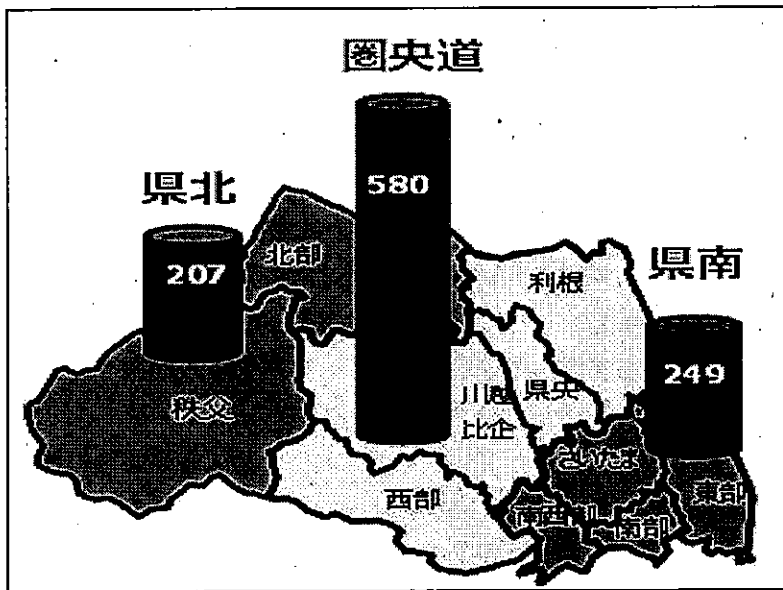 圏央道
580
県北
207
北部
利根
県南
249
秩父
川越
比企
県央
さいたま
西部
南西部
南部
東部